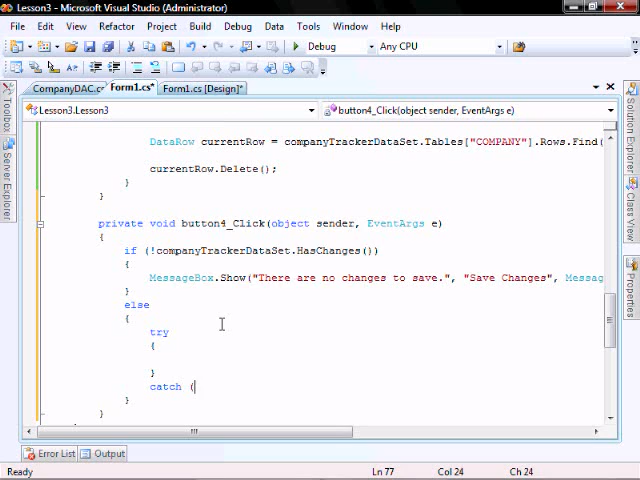 Lesson3 - Microsoft Visual Studio (Administrator)
File Edit View Refactor Project Build Debug Data Tools Window Help
Debug Any CPU
CompanyDAC.cs Form1.cs* Form1.cs [Design]*
Lesson3.Lesson3 button4_Click(object sender, EventArgs e)
Toolbox
Server Explorer
Solution Explorer
Class View
Properties
DataRow currentRow = companyTrackerDataSet.Tables["COMPANY"].Rows.Find(
currentRow.Delete();
}
}
private void button4_Click(object sender, EventArgs e)
{
if (!companyTrackerDataSet.HasChanges())
{
MessageBox.Show("There are no changes to save.", "Save Changes", Message
}
else
{
try
{
}
catch (
}
}
Error List Output
Ready Ln 77 Col 24 Ch 24